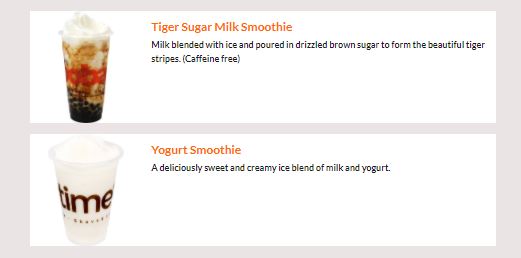 Tiger Sugar Milk Smoothie
Milk blended with ice and poured in drizzled brown sugar to form the beautiful tiger
stripes. (Caffeine free)
Yogurt Smoothie
A deliciously sweet and creamy ice blend of milk and yogurt.
time